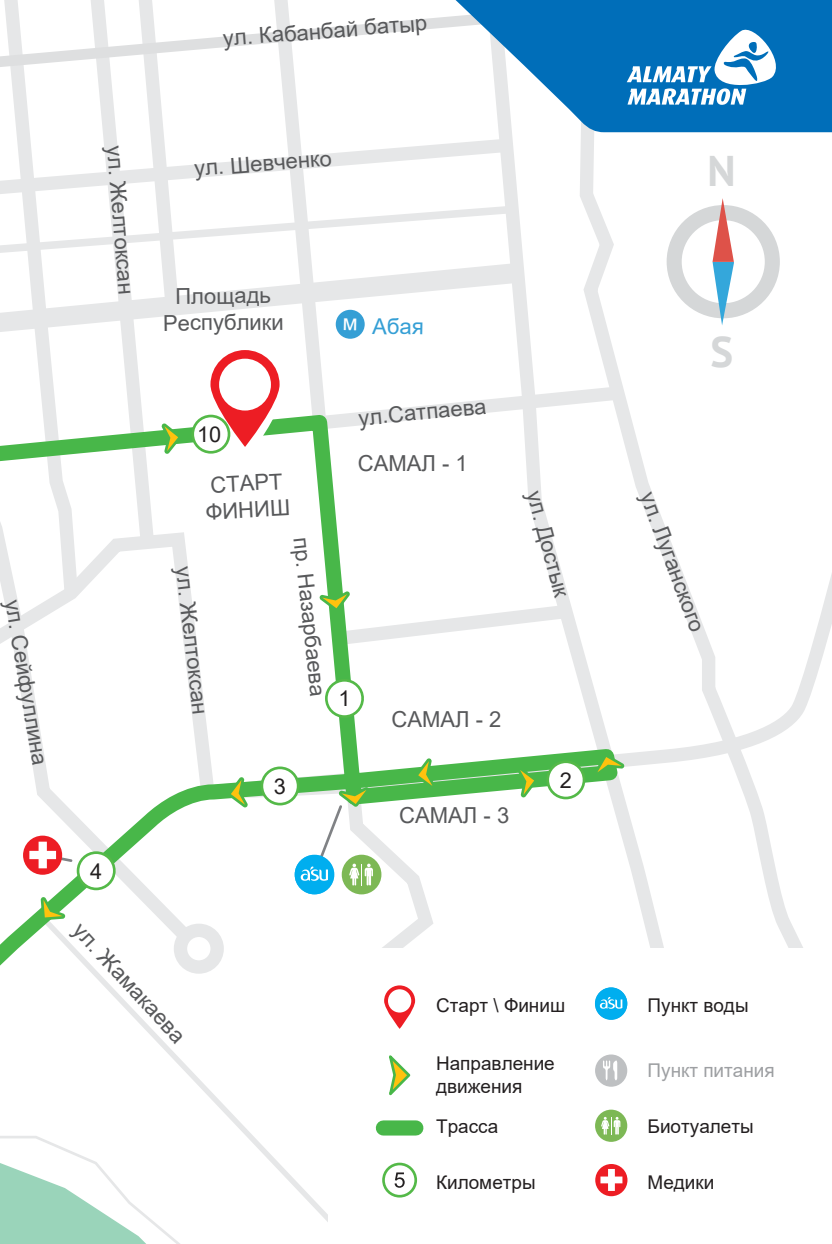 ул. Кабанбай батыр
ALMATY
MARATHON
ул. Шевченко
ул. Желтоксан
N
S
Площадь
Республики
М Абая
ул.Сатпаева
10
СТАРТ
ФИНИШ
САМАЛ - 1
ул. Достык
ул. Луганского
пр. Назарбаева
ул. Желтоксан
ул. Сейфуллина
1
САМАЛ - 2
3
2
САМАЛ - 3
4
a'su
ул. Жамакаева
Старт \ Финиш
a'su Пункт воды
Направление
движения
Пункт питания
Трасса
Биотуалеты
5 Километры
Медики